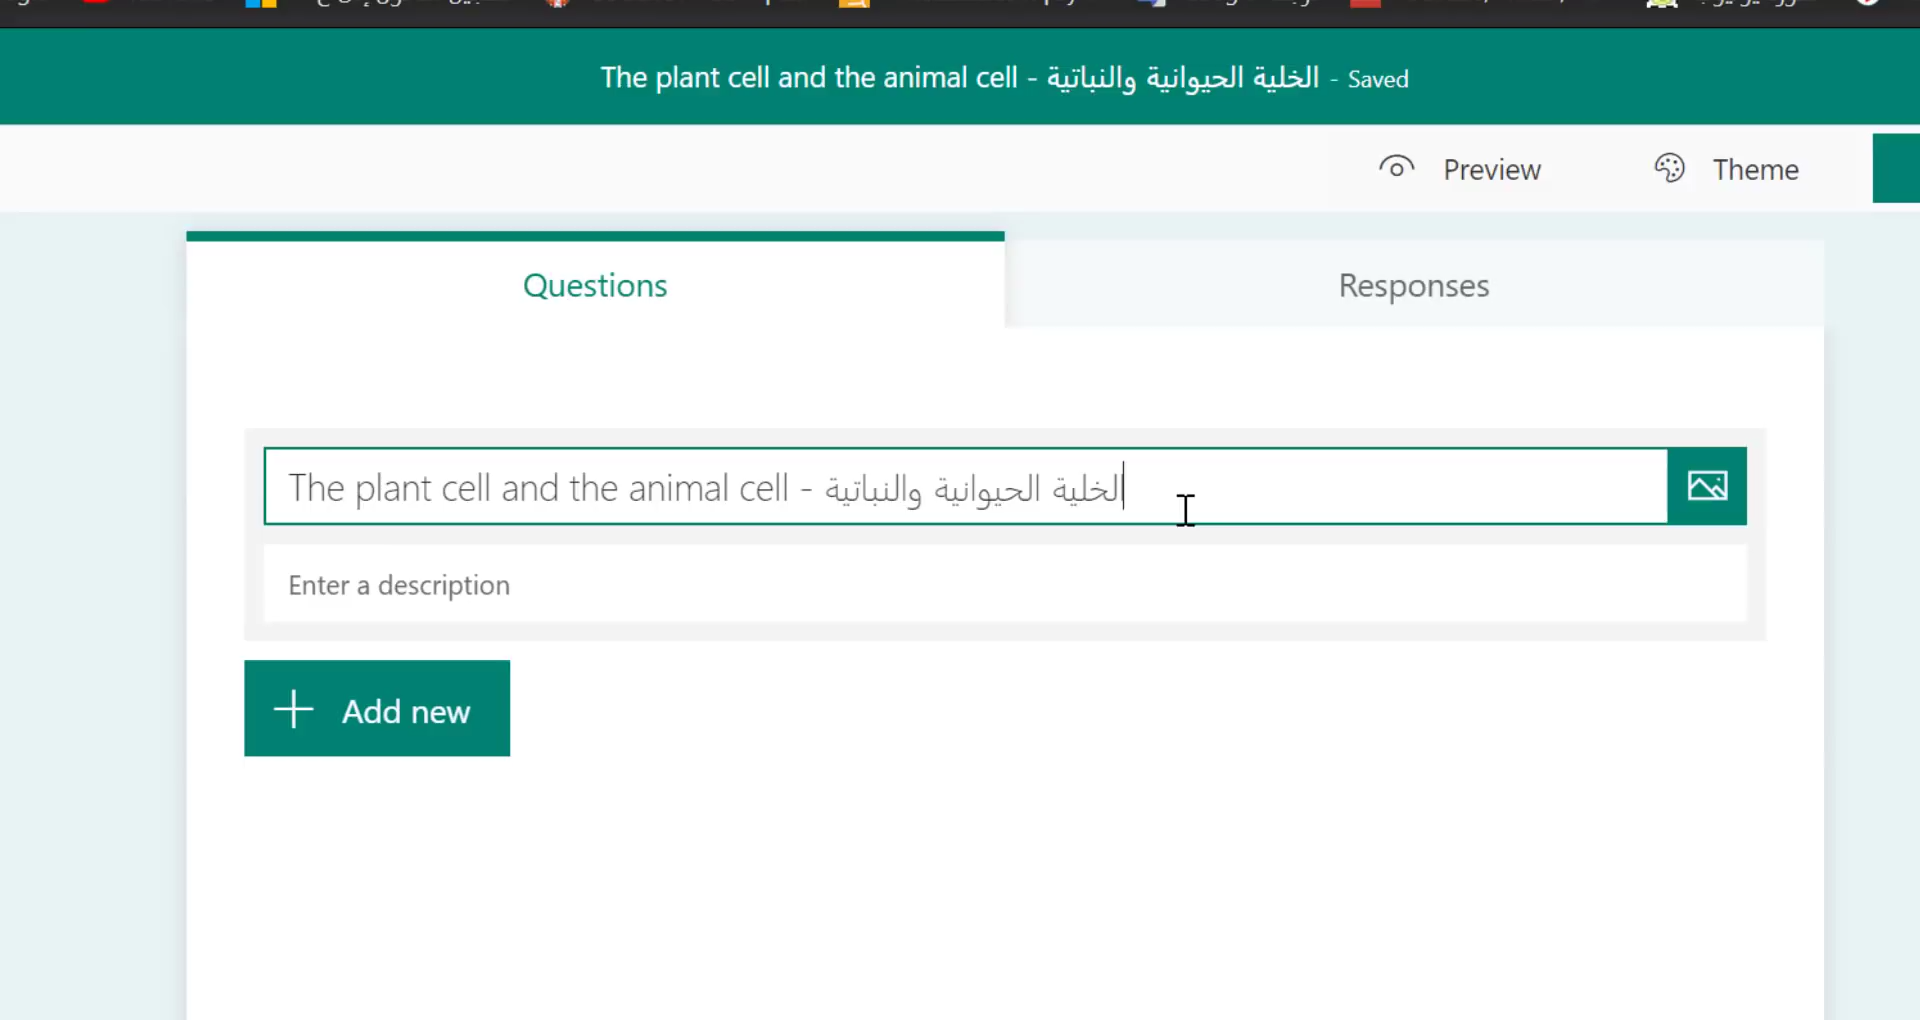 The plant cell and the animal cell - الخلية الحيوانية والنباتية - Saved
Preview
Theme
Questions
Responses
The plant cell and the animal cell - الخلية الحيوانية والنباتية
Enter a description
Add new